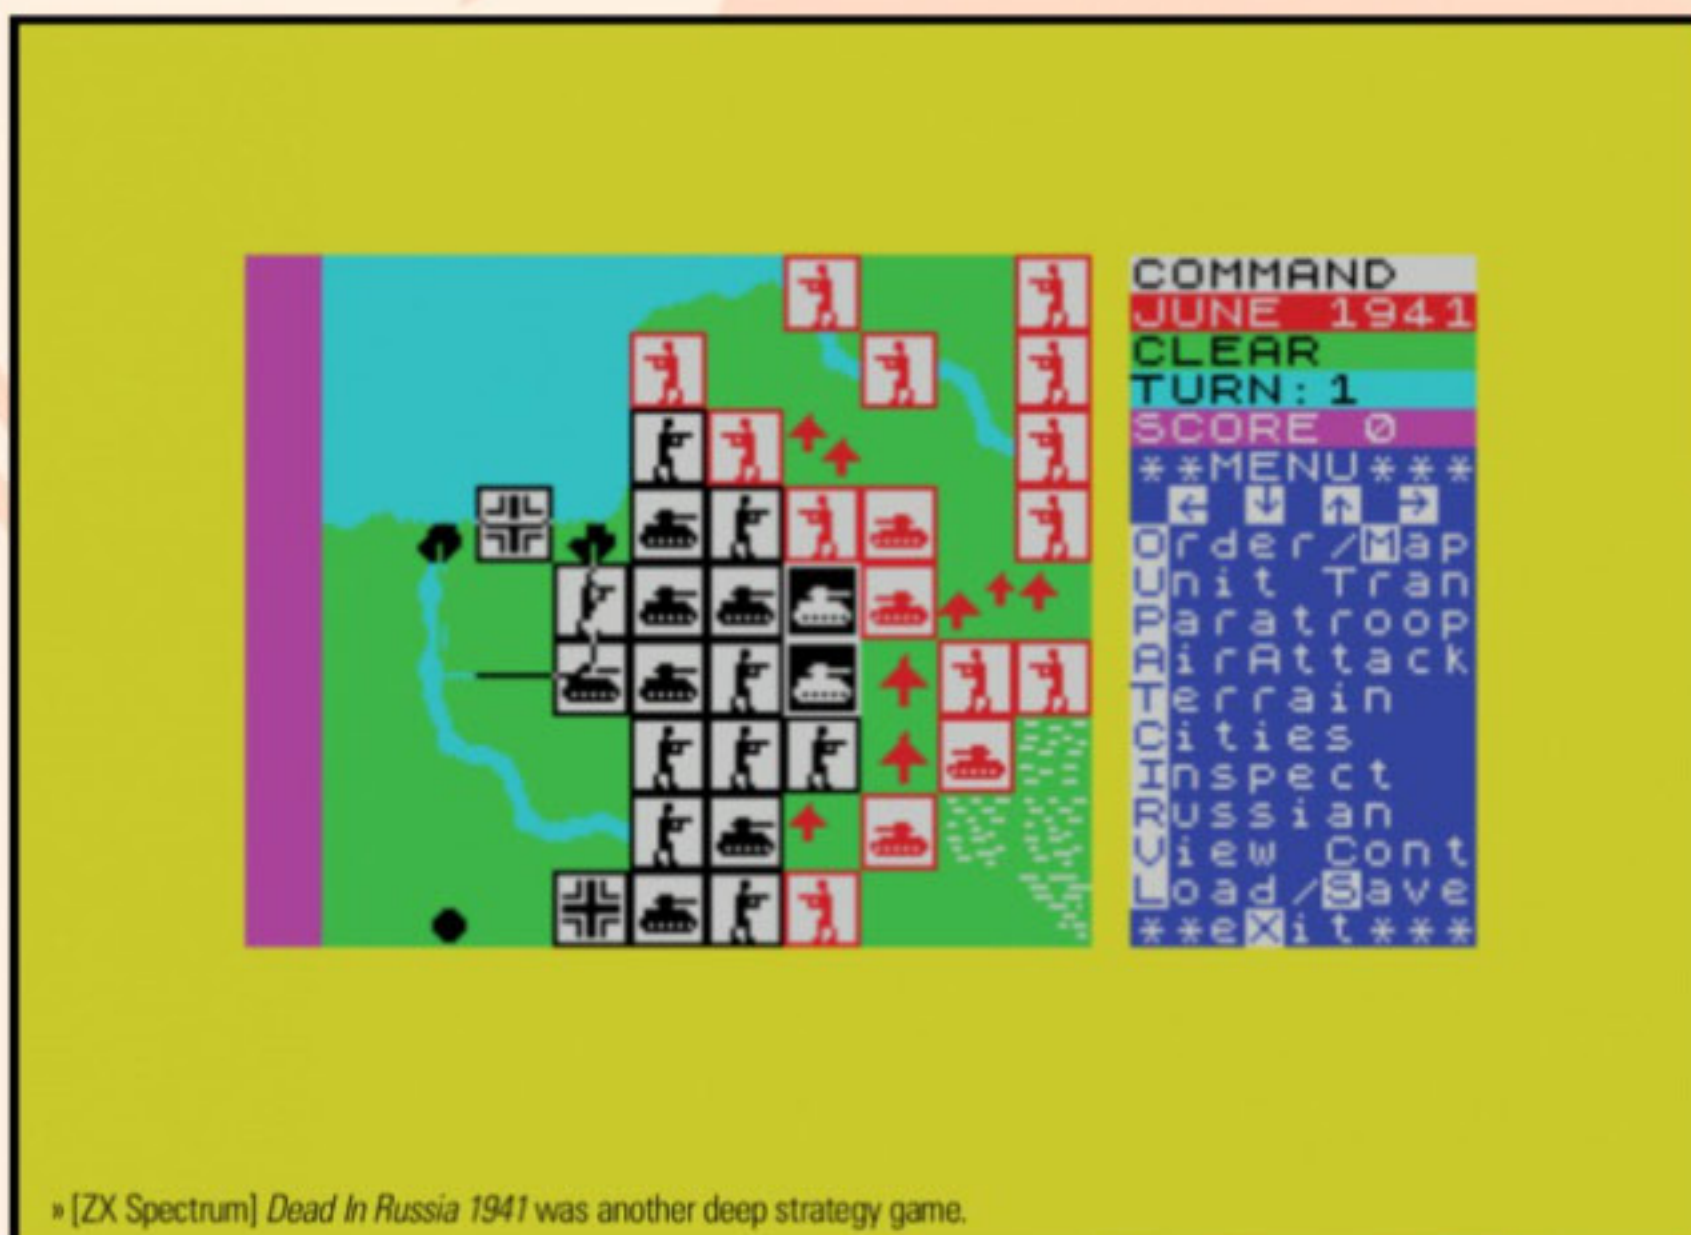 COMMAND
JUNE 1941
CLEAR
TURN:1
SCORE 0
**MENU***
← ↓ ↑ →
Order/Map
Unit Tran
Paratroop
AirAttack
Terrain
Cities
Inspect
Russian
View Cont
Load/Save
**eXit***
» [ZX Spectrum] Dead In Russia 1941 was another deep strategy game.